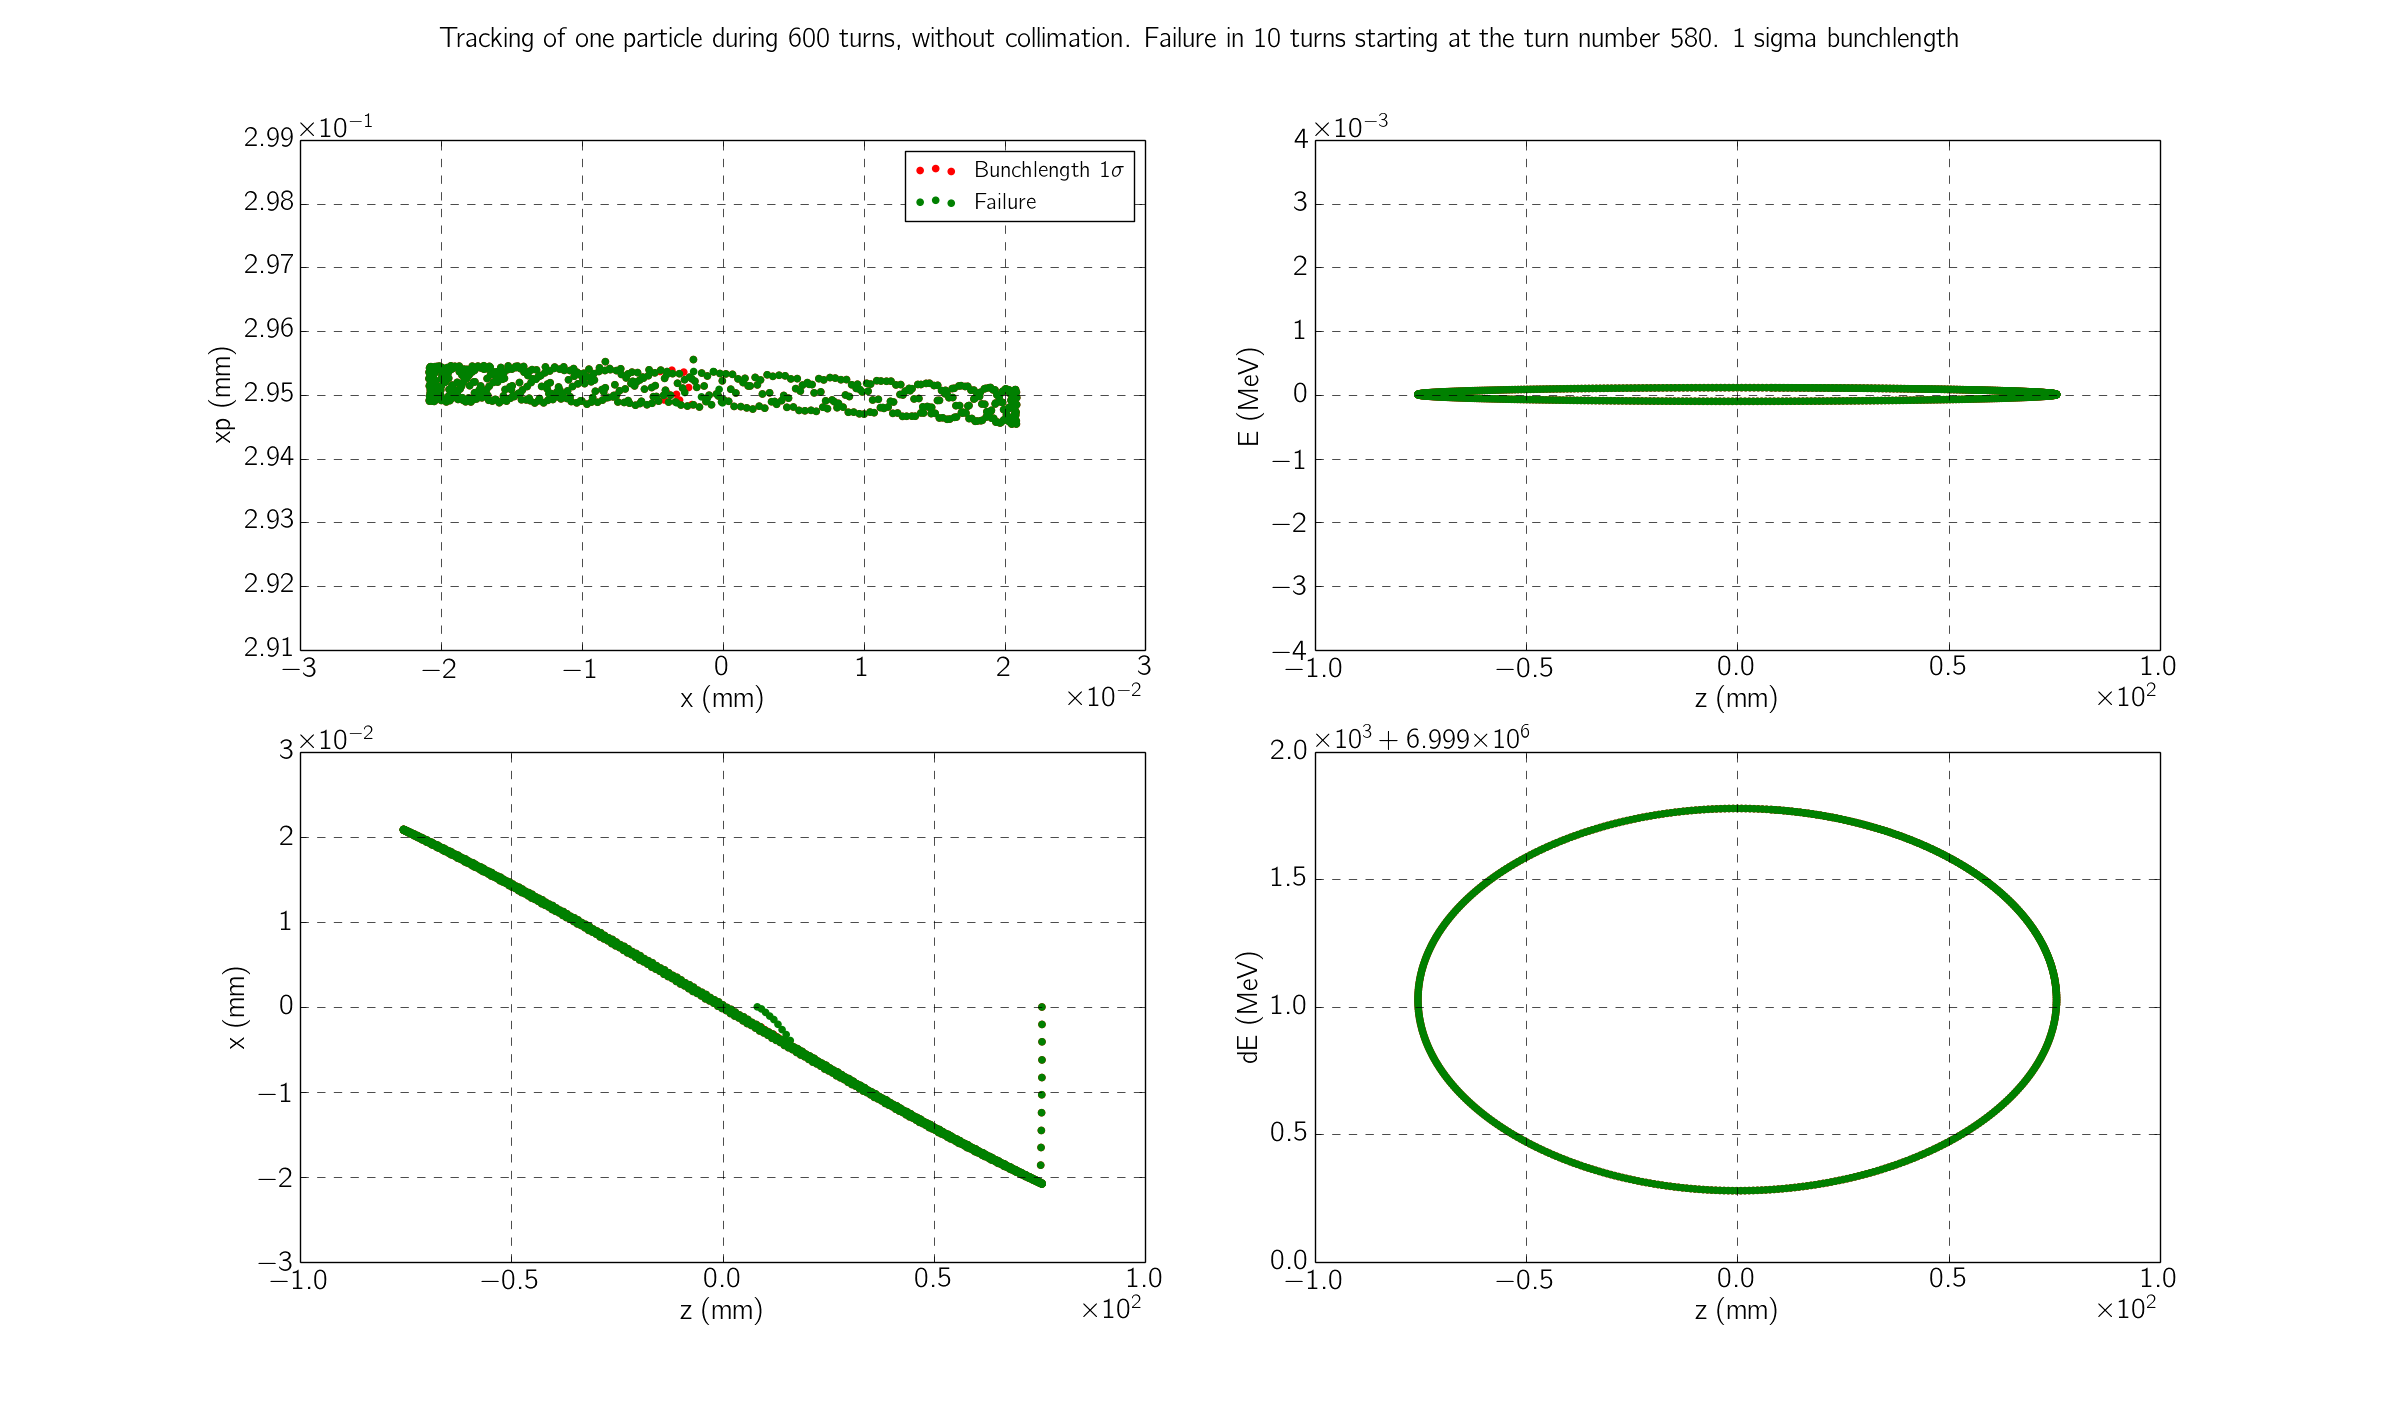 Tracking of one particle during 600 turns, without collimation. Failure in 10 turns starting at the turn number 580. 1 sigma bunchlength
×10⁻¹
2.99
2.98
2.97
2.96
2.95
2.94
2.93
2.92
2.91
xp (mm)
Bunchlength 1σ
Failure
−3 −2 −1 0 1 2 3
x (mm)
×10⁻²
×10⁻³
4
3
2
1
0
−1
−2
−3
−4
E (MeV)
−1.0 −0.5 0.0 0.5 1.0
z (mm)
×10²
×10⁻²
3
2
1
0
−1
−2
−3
x (mm)
−1.0 −0.5 0.0 0.5 1.0
z (mm)
×10²
×10³ + 6.999×10⁶
2.0
1.5
1.0
0.5
0.0
dE (MeV)
−1.0 −0.5 0.0 0.5 1.0
z (mm)
×10²